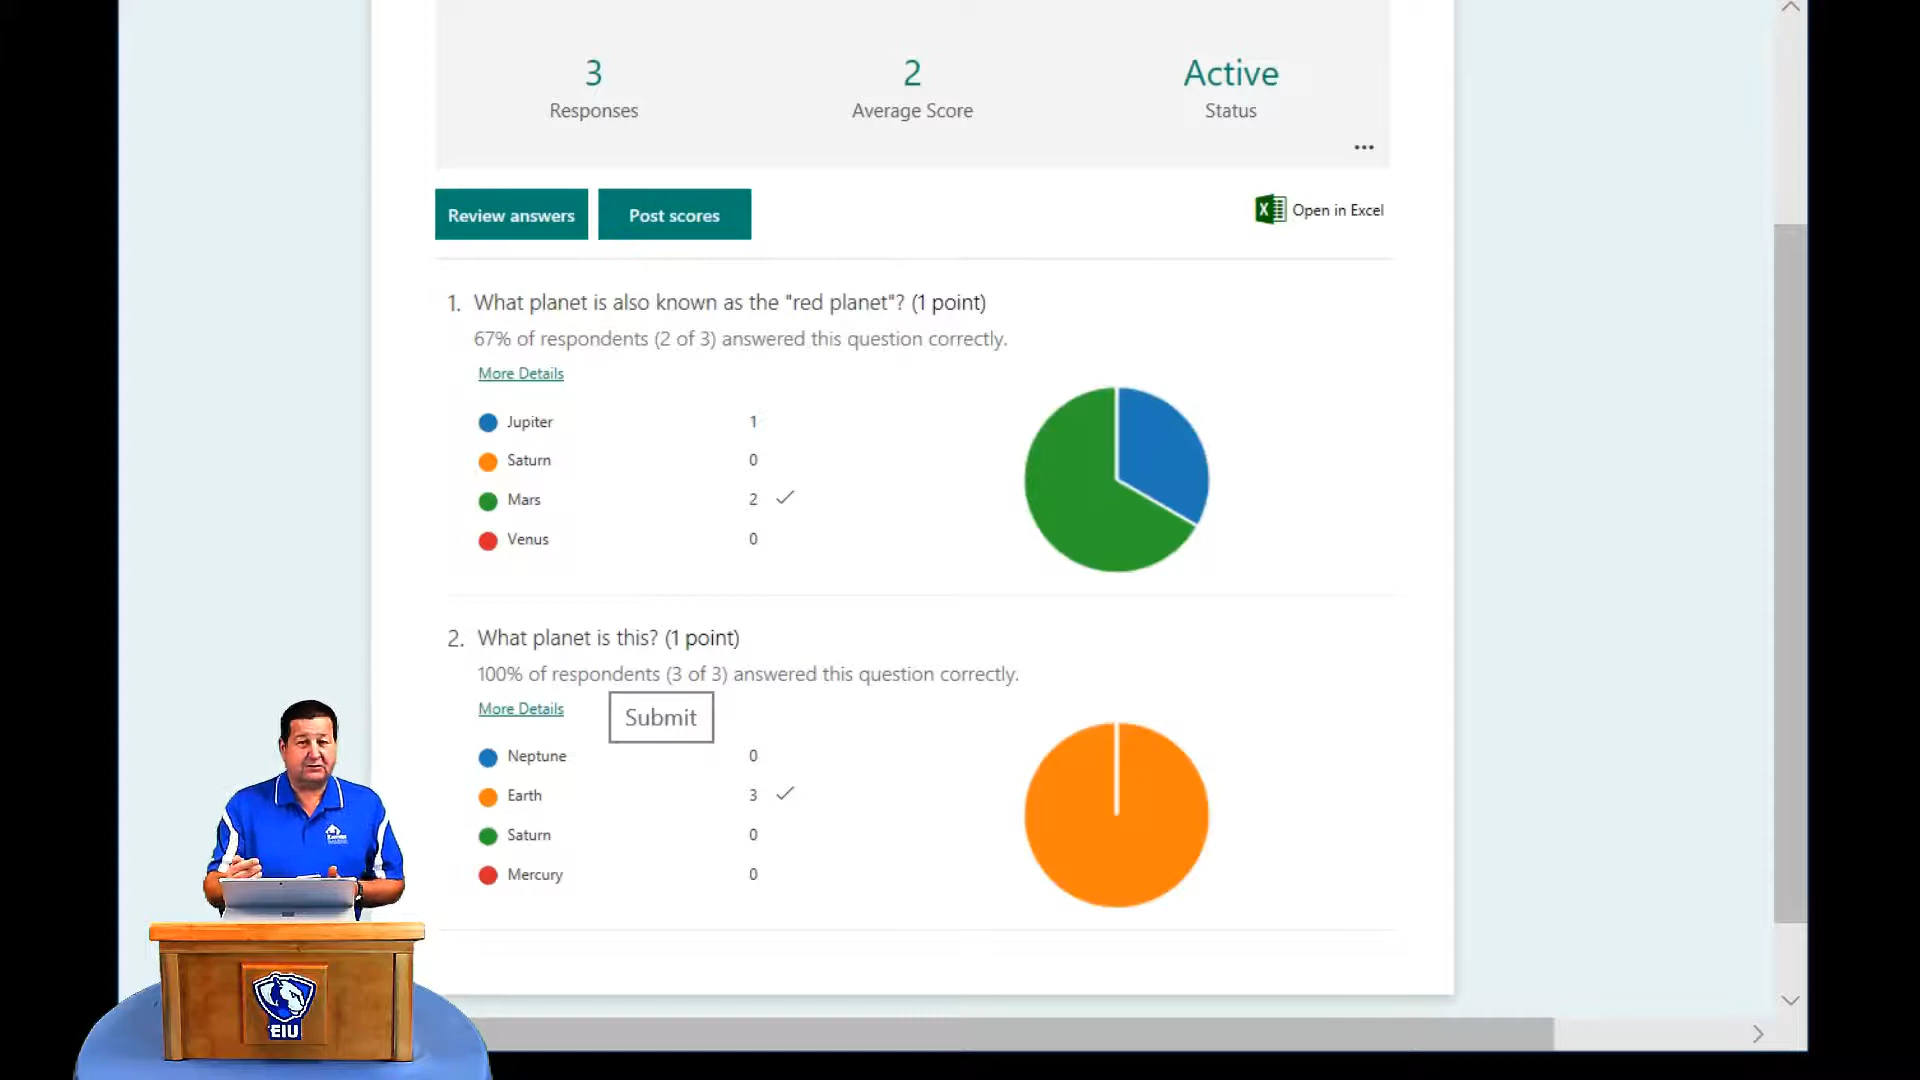 3 2 Active
Responses Average Score Status
Review answers Post scores Open in Excel
1. What planet is also known as the "red planet"? (1 point)
67% of respondents (2 of 3) answered this question correctly.
More Details
Jupiter 1
Saturn 0
Mars 2
Venus 0
2. What planet is this? (1 point)
100% of respondents (3 of 3) answered this question correctly.
More Details
Submit
Neptune 0
Earth 3
Saturn 0
Mercury 0
EIU